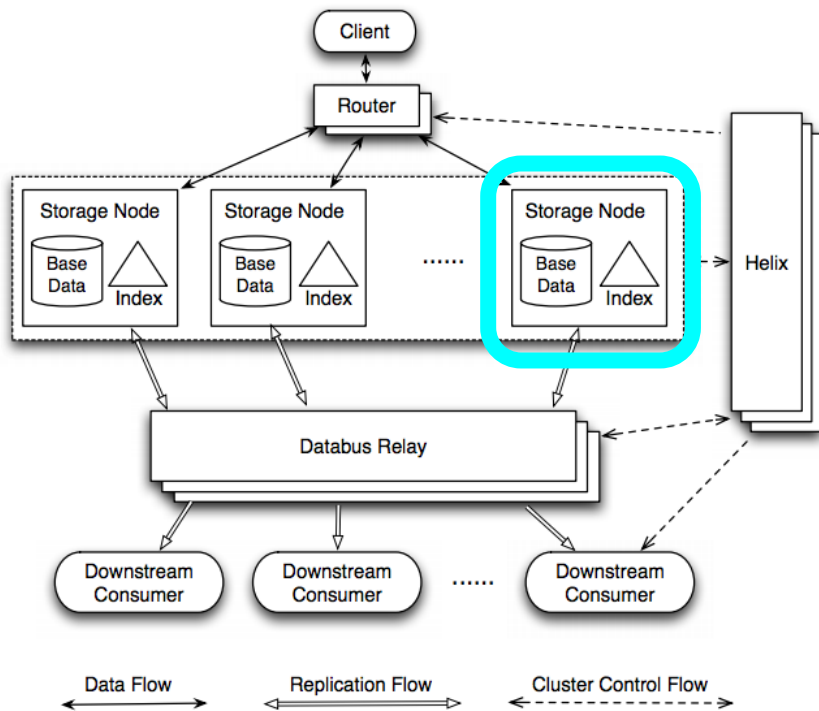 Client
Router
Storage Node
Base
Data
Index
Storage Node
Base
Data
Index
......
Storage Node
Base
Data
Index
Helix
Databus Relay
Downstream
Consumer
Downstream
Consumer
......
Downstream
Consumer
Data Flow
Replication Flow
Cluster Control Flow